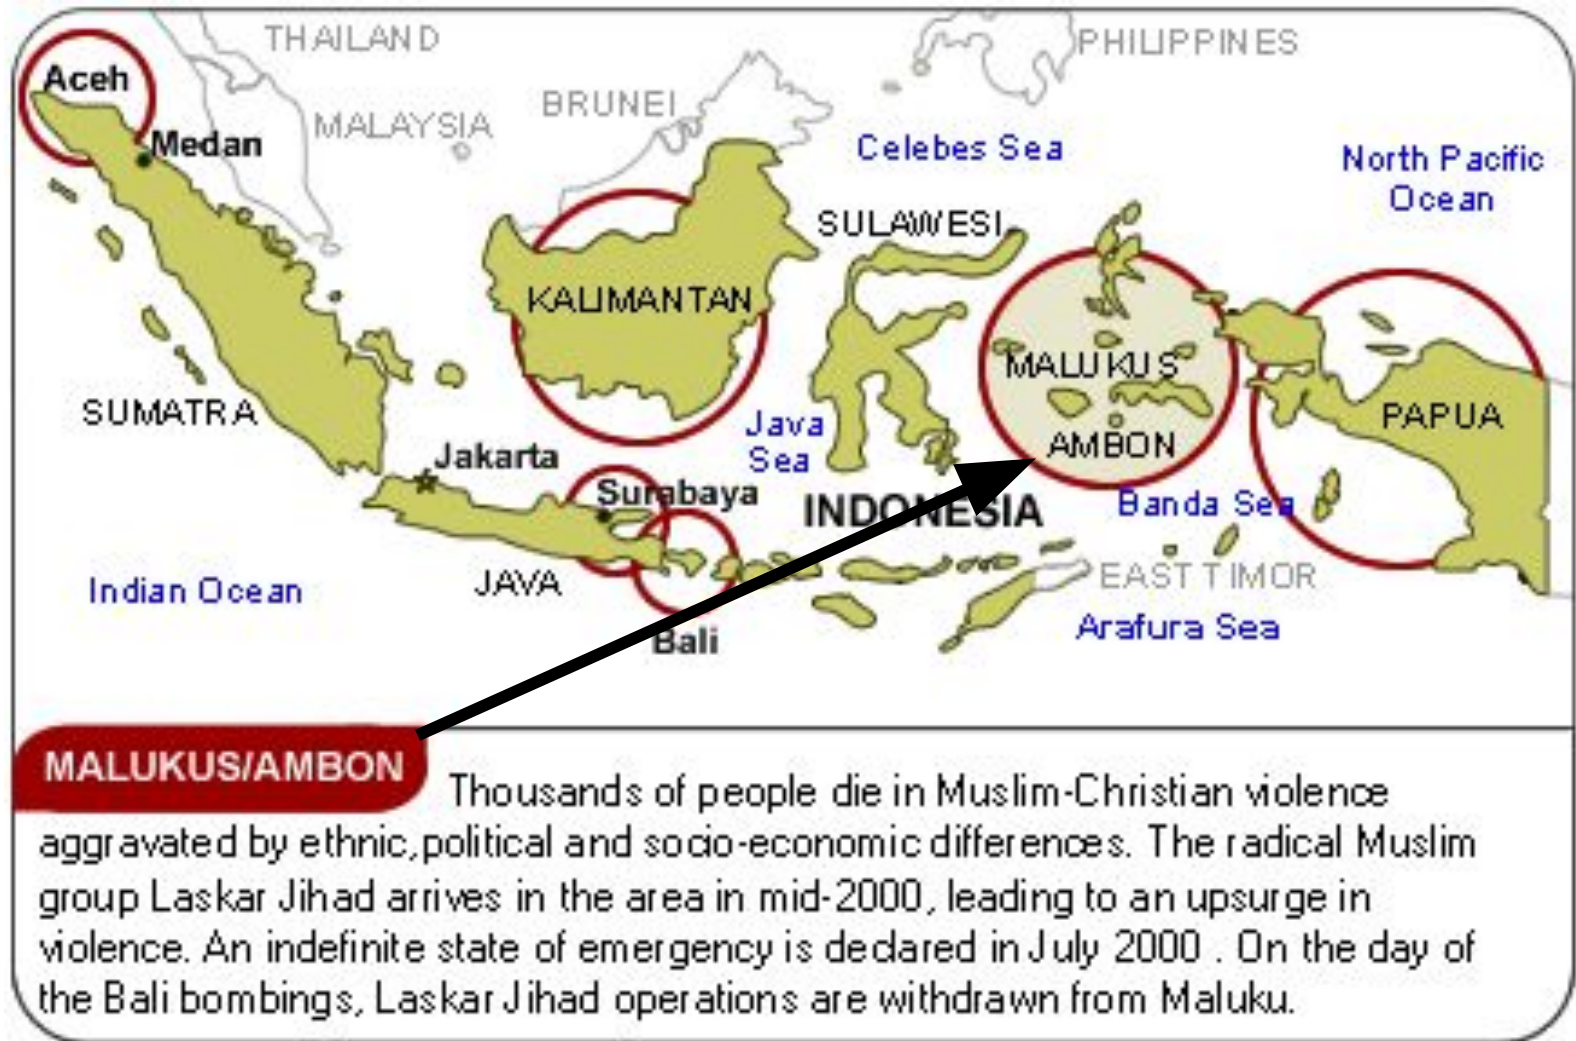 THAILAND
PHILIPPINES
Aceh
BRUNEI
MALAYSIA
Medan
Celebes Sea
North Pacific
Ocean
SULAWESI
KALIMANTAN
MALUKUS
SUMATRA
Java
Sea
PAPUA
AMBON
Jakarta
Surabaya
INDONESIA
Banda Sea
JAVA
EAST TIMOR
Indian Ocean
Arafura Sea
Bali
MALUKUS/AMBON
Thousands of people die in Muslim-Christian violence
aggravated by ethnic, political and socio-economic differences. The radical Muslim
group Laskar Jihad arrives in the area in mid-2000, leading to an upsurge in
violence. An indefinite state of emergency is declared in July 2000 . On the day of
the Bali bombings, Laskar Jihad operations are withdrawn from Maluku.